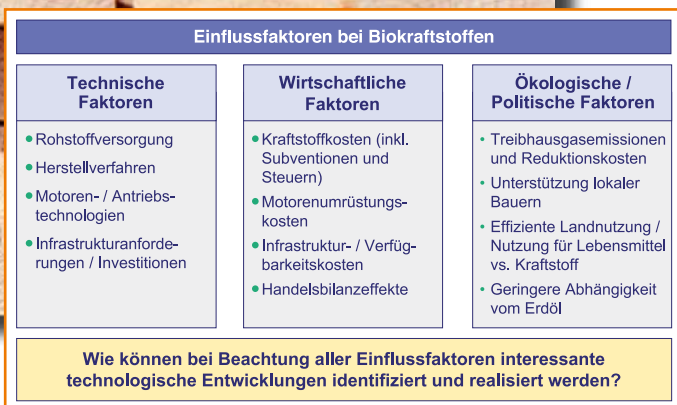 Einflussfaktoren bei Biokraftstoffen
Technische
Faktoren
• Rohstoffversorgung
• Herstellverfahren
• Motoren- / Antriebs-
technologien
• Infrastrukturanforde-
rungen / Investitionen
Wirtschaftliche
Faktoren
• Kraftstoffkosten (inkl.
Subventionen und
Steuern)
• Motorenumrüstungs-
kosten
• Infrastruktur- / Verfüg-
barkeitskosten
• Handelsbilanzeffekte
Ökologische /
Politische Faktoren
• Treibhausgasemissionen
und Reduktionskosten
• Unterstützung lokaler
Bauern
• Effiziente Landnutzung /
Nutzung für Lebensmittel
vs. Kraftstoff
• Geringere Abhängigkeit
vom Erdöl
Wie können bei Beachtung aller Einflussfaktoren interessante
technologische Entwicklungen identifiziert und realisiert werden?